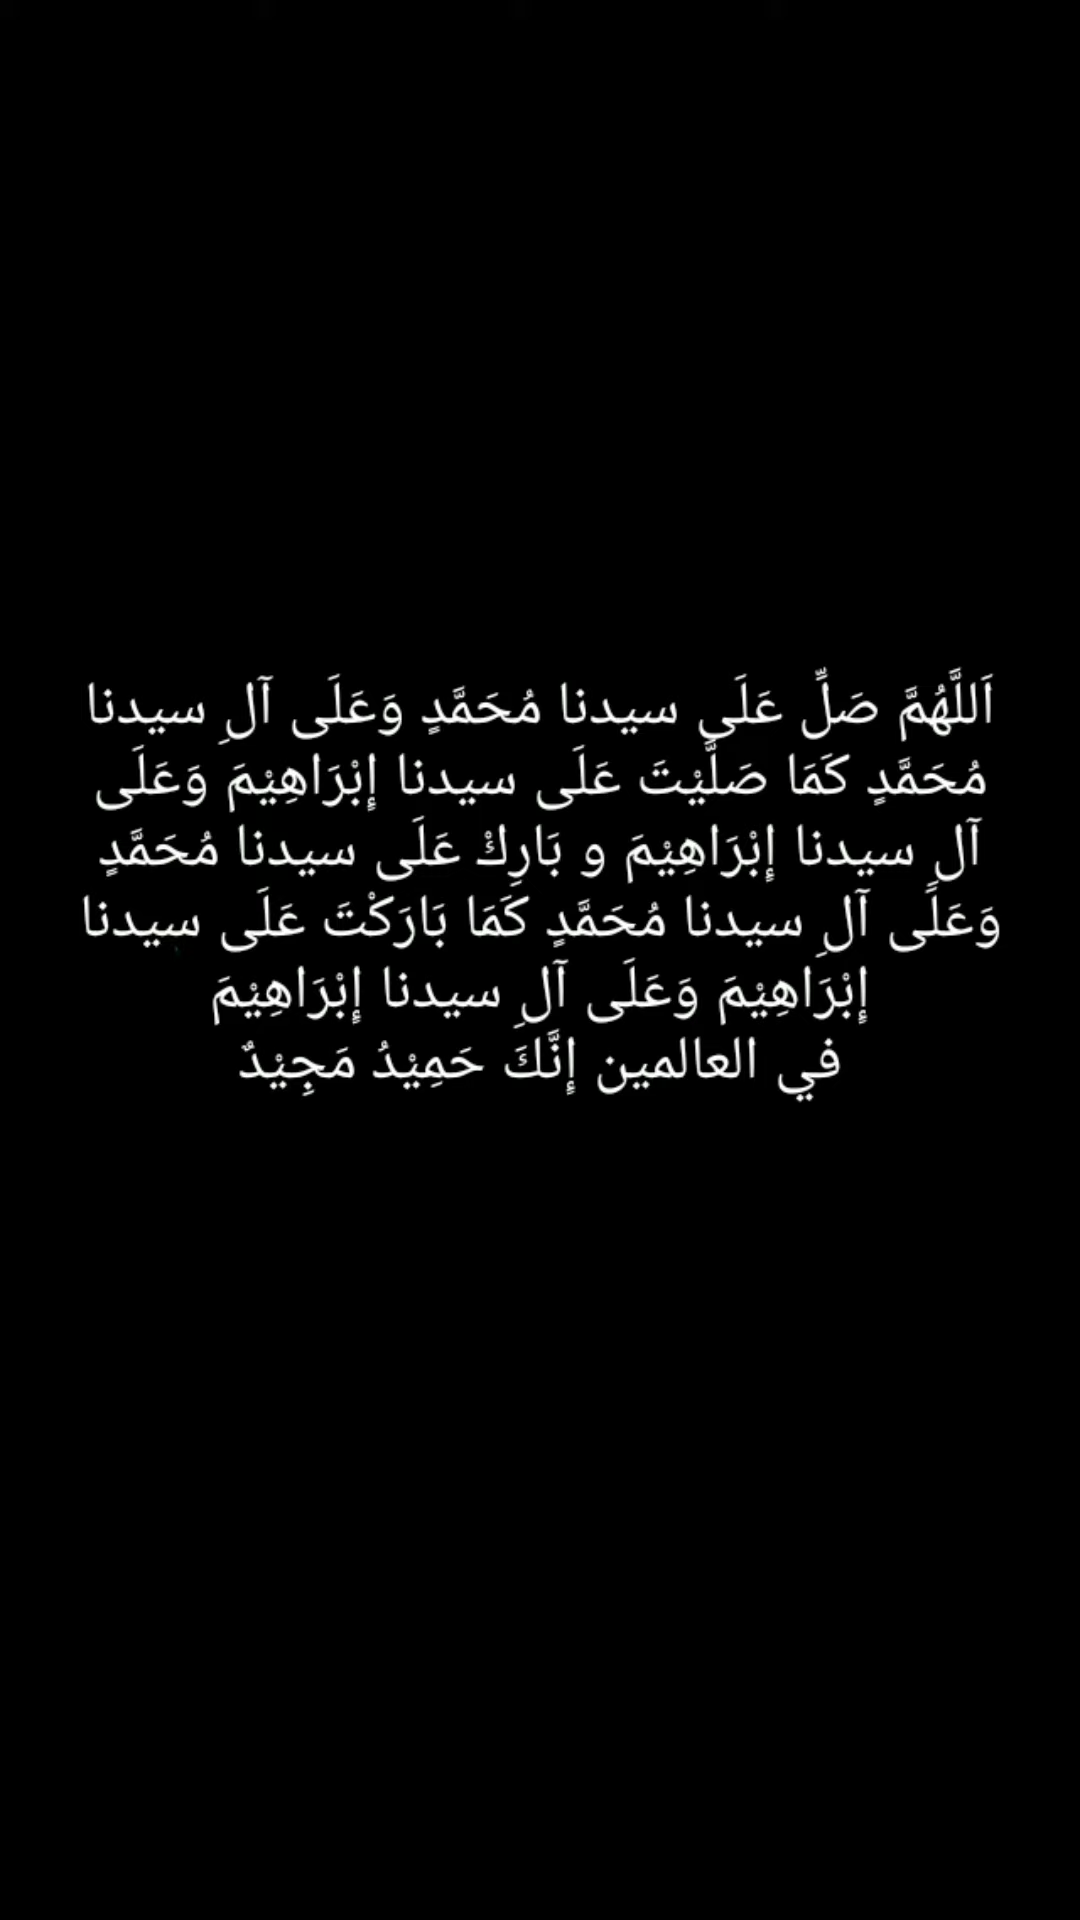 اَللَّهُمَّ صَلِّ عَلَى سيدنا مُحَمَّدٍ وَعَلَى آلِ سيدنا
مُحَمَّدٍ كَمَا صَلَّيْتَ عَلَى سيدنا إِبْرَاهِيْمَ وَعَلَى
آلِ سيدنا إِبْرَاهِيْمَ و بَارِكْ عَلَى سيدنا مُحَمَّدٍ
وَعَلَى آلِ سيدنا مُحَمَّدٍ كَمَا بَارَكْتَ عَلَى سيدنا
إِبْرَاهِيْمَ وَعَلَى آلِ سيدنا إِبْرَاهِيْمَ
في العالمين إِنَّكَ حَمِيْدُ مَجِيْدٌ